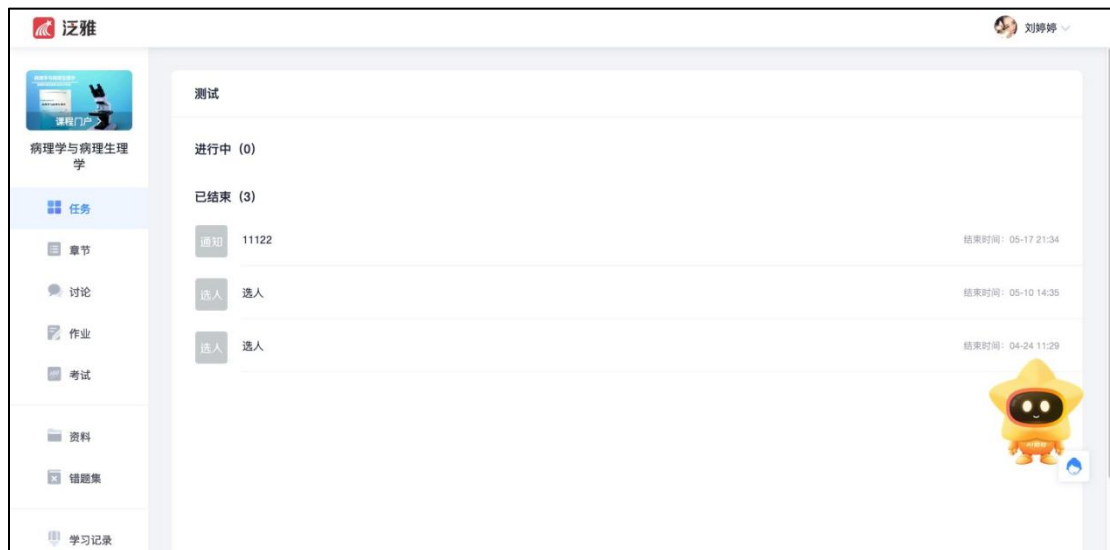 泛雅
刘婷婷
课程门户
病理学与病理生理
学
任务
章节
讨论
作业
考试
资料
错题集
学习记录
测试
进行中 (0)
已结束 (3)
通知 11122 结束时间：05-17 21:34
选人 选人 结束时间：05-10 14:35
选人 选人 结束时间：04-24 11:29